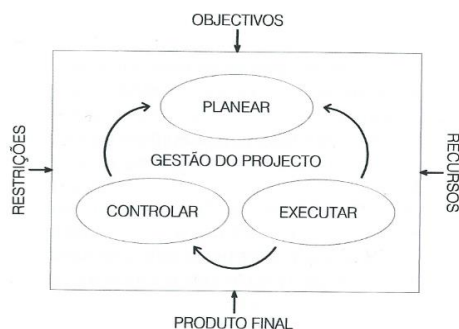 OBJECTIVOS
PLANEAR
RESTRIÇÕES
GESTÃO DO PROJECTO
RECURSOS
CONTROLAR
EXECUTAR
PRODUTO FINAL